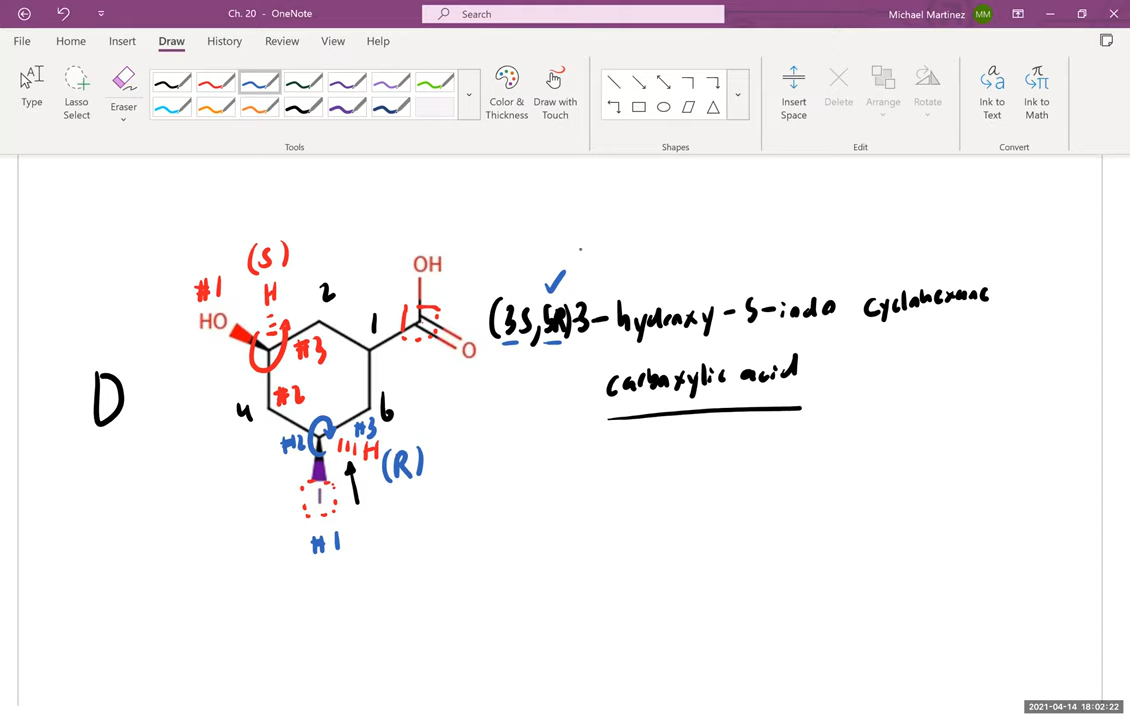 Ch. 20 - OneNote
Search
Michael Martinez MM
File Home Insert Draw History Review View Help
Type
Lasso Select
Eraser
Color & Thickness
Draw with Touch
Insert Space
Delete
Arrange
Rotate
Ink to Text
Ink to Math
Tools
Shapes
Edit
Convert
(S)
OH
#1
H
2
HO
1
#3
O
#2
4
6
#2
#3
H
(R)
I
#1
D
(3S,5R)3-hydroxy-5-iodo cyclohexane
carboxylic acid
2021-04-14 18:02:22